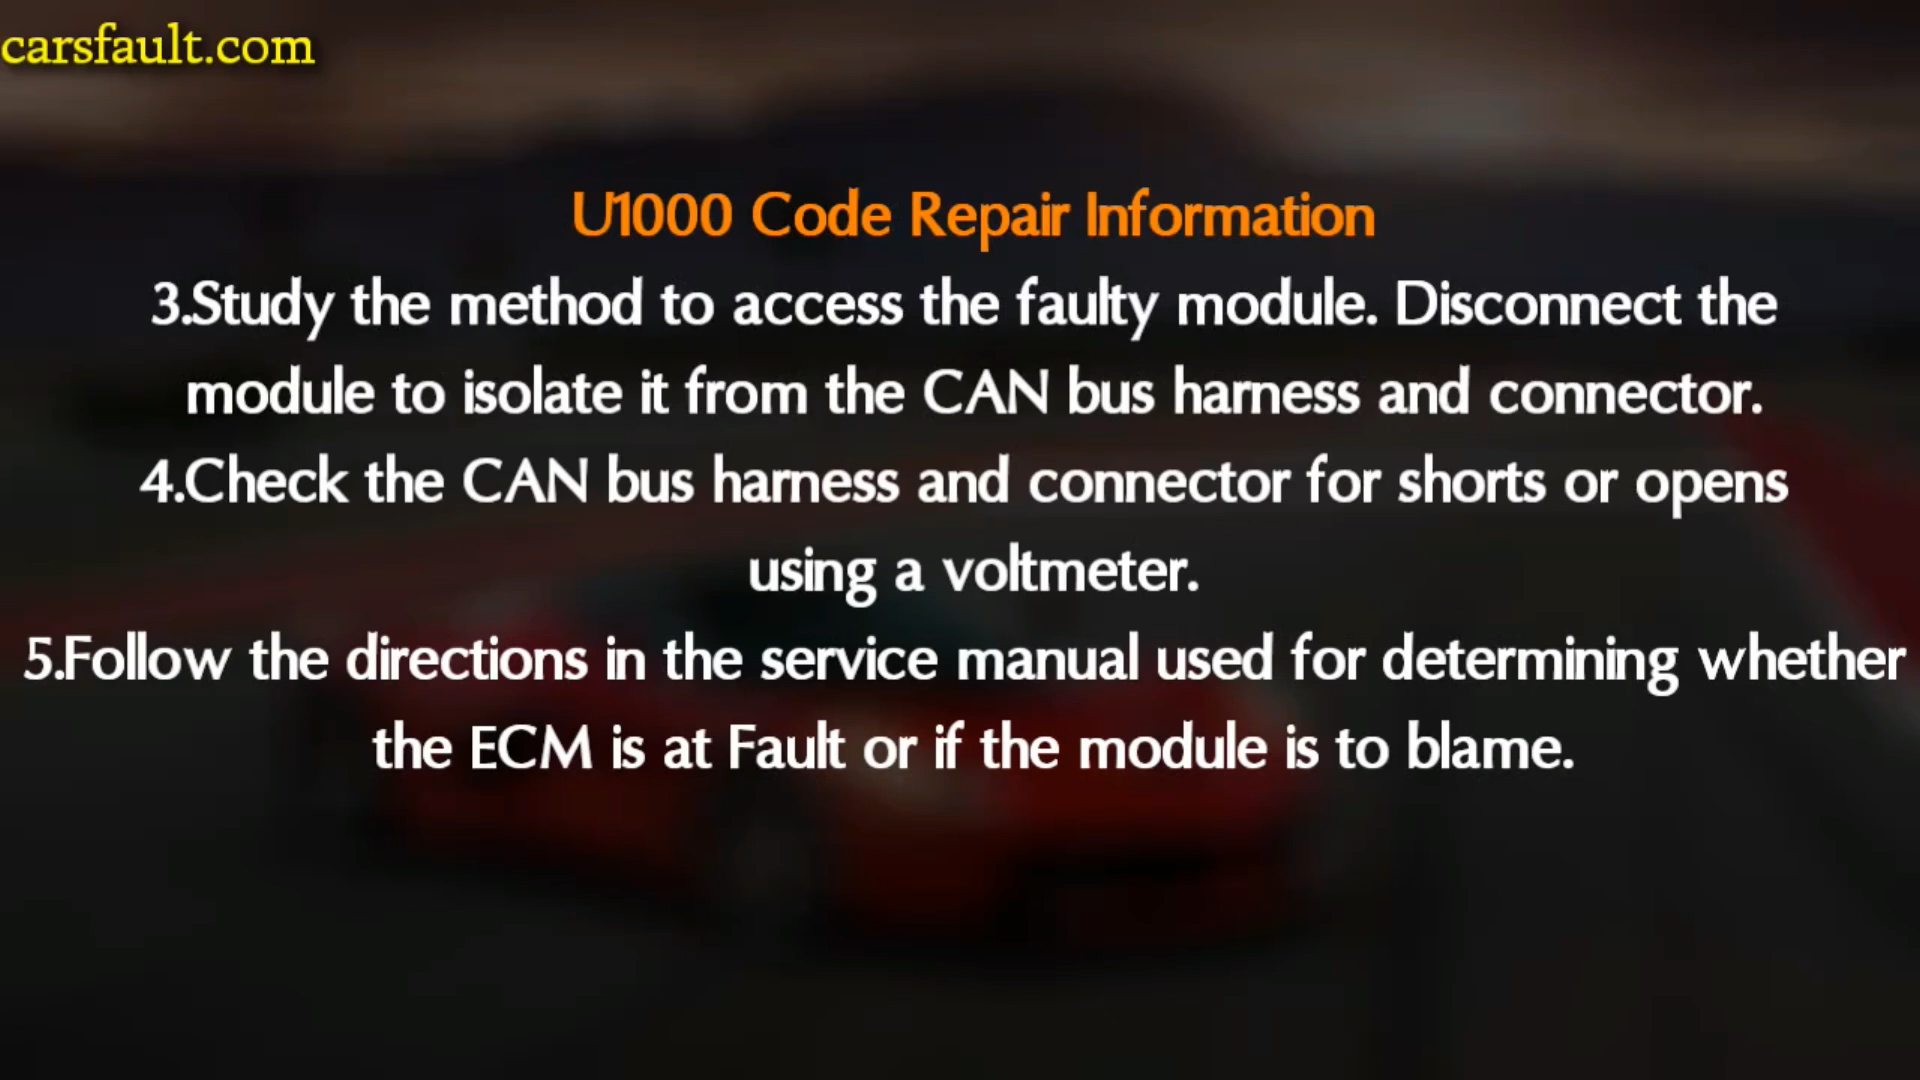 carsfault.com
U1000 Code Repair Information
3.Study the method to access the faulty module. Disconnect the
module to isolate it from the CAN bus harness and connector.
4.Check the CAN bus harness and connector for shorts or opens
using a voltmeter.
5.Follow the directions in the service manual used for determining whether
the ECM is at Fault or if the module is to blame.